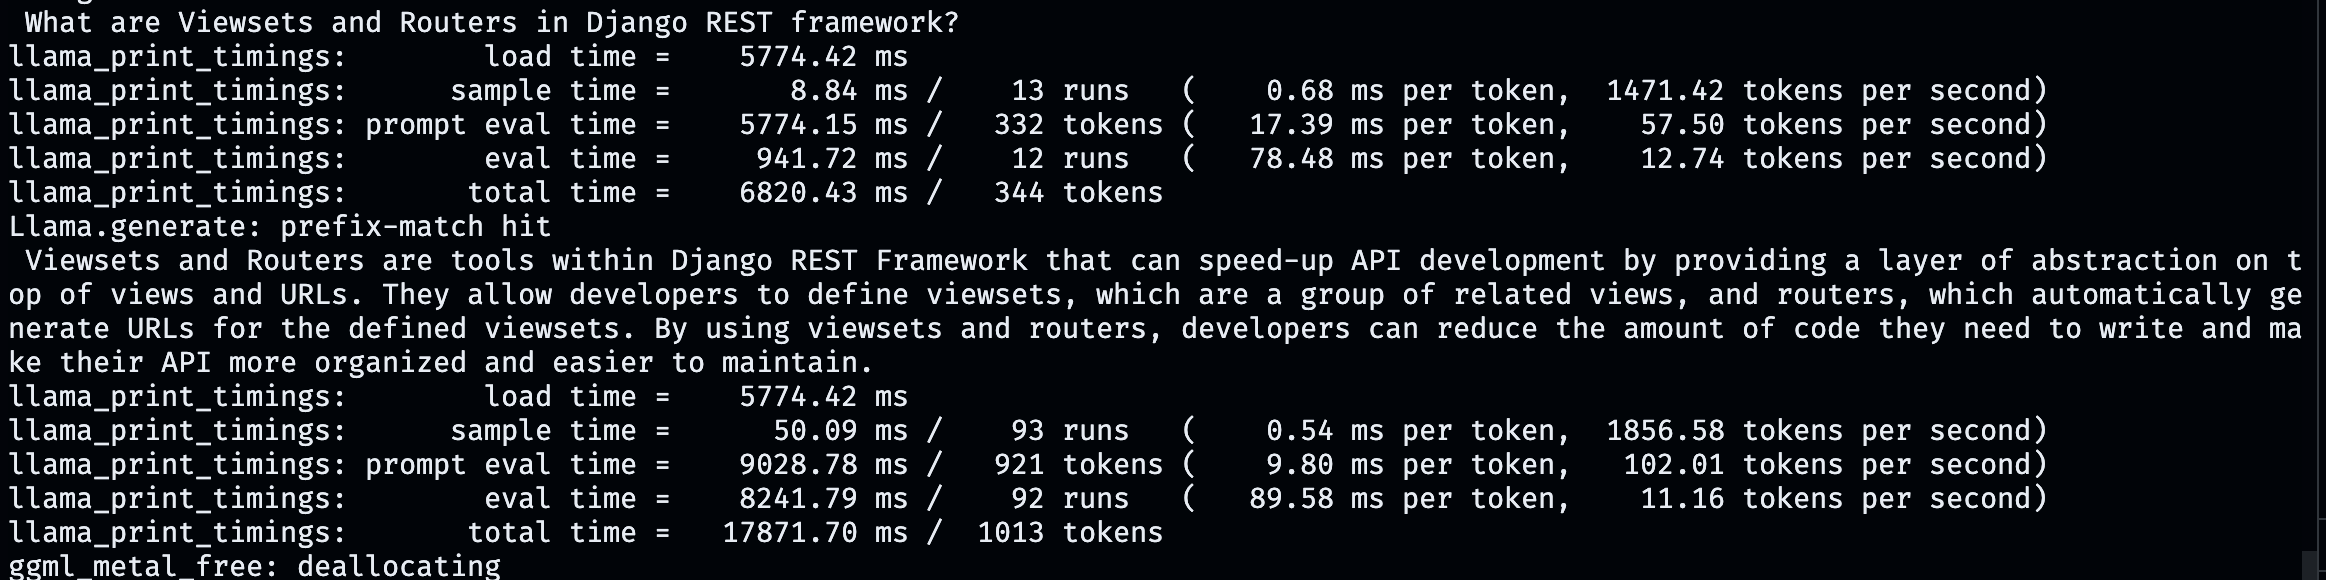 What are Viewsets and Routers in Django REST framework?
llama_print_timings:        load time =    5774.42 ms
llama_print_timings:      sample time =       8.84 ms /    13 runs   (    0.68 ms per token,  1471.42 tokens per second)
llama_print_timings: prompt eval time =    5774.15 ms /   332 tokens (   17.39 ms per token,    57.50 tokens per second)
llama_print_timings:        eval time =     941.72 ms /    12 runs   (   78.48 ms per token,    12.74 tokens per second)
llama_print_timings:       total time =    6820.43 ms /   344 tokens
Llama.generate: prefix-match hit
 Viewsets and Routers are tools within Django REST Framework that can speed-up API development by providing a layer of abstraction on t
op of views and URLs. They allow developers to define viewsets, which are a group of related views, and routers, which automatically ge
nerate URLs for the defined viewsets. By using viewsets and routers, developers can reduce the amount of code they need to write and ma
ke their API more organized and easier to maintain.
llama_print_timings:        load time =    5774.42 ms
llama_print_timings:      sample time =      50.09 ms /    93 runs   (    0.54 ms per token,  1856.58 tokens per second)
llama_print_timings: prompt eval time =    9028.78 ms /   921 tokens (    9.80 ms per token,   102.01 tokens per second)
llama_print_timings:        eval time =    8241.79 ms /    92 runs   (   89.58 ms per token,    11.16 tokens per second)
llama_print_timings:       total time =   17871.70 ms /  1013 tokens
ggml_metal_free: deallocating